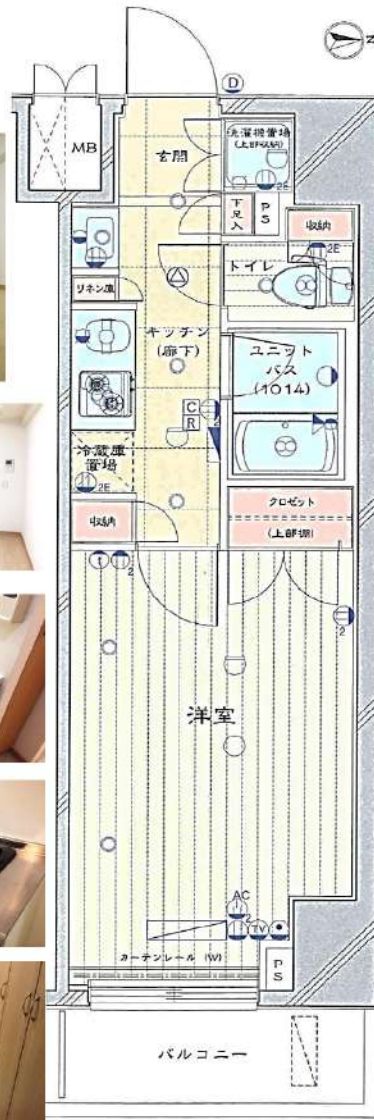 N
D
MB
玄関
洗濯機置場
(上部収納)
2E
下足入
PS
収納
2E
トイレ
リネン庫
キッチン
(廊下)
ユニット
バス
(1014)
C
R
2
冷蔵庫
置場
2E
収納
クロゼット
(上部棚)
2
2
洋室
AC
2
TV
カーテンレール (W)
PS
バルコニー